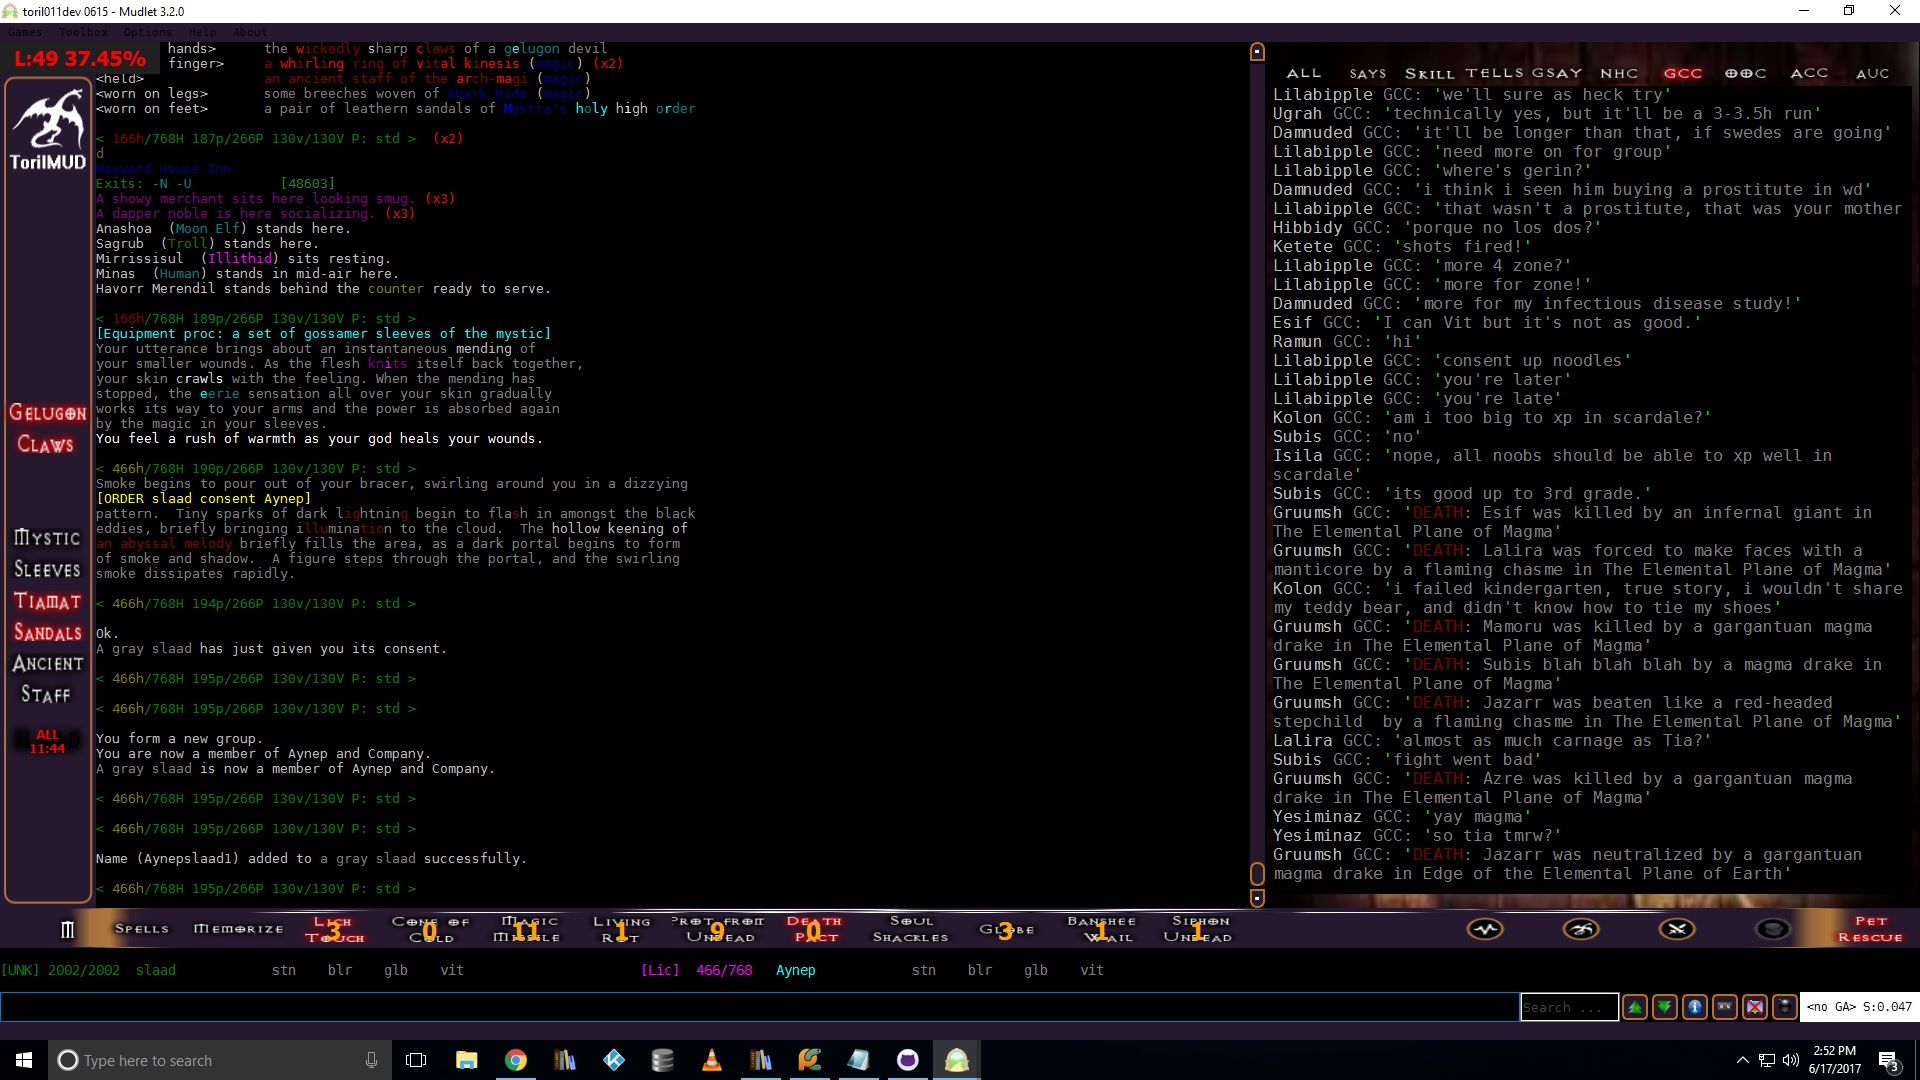 toril011dev 0615 - Mudlet 3.2.0
Games Toolbox Options Help About
L:49 37.45%
TorilMUD
Gelugon
Claws
Mystic
Sleeves
Tiamat
Sandals
Ancient
Staff
ALL
11:44
hands> the wickedly sharp claws of a gelugon devil
finger> a whirling ring of vital kinesis (magic) (x2)
<held> an ancient staff of the arch-magi (magic)
<worn on legs> some breeches woven of shark hide (magic)
<worn on feet> a pair of leathern sandals of Mystra's holy high order
< 166h/768H 187p/266P 130v/130V P: std > (x2)
d
Wayward House Inn
Exits: -N -U [48603]
A showy merchant sits here looking smug. (x3)
A dapper noble is here socializing. (x3)
Anashoa (Moon Elf) stands here.
Sagrub (Troll) stands here.
Mirrissisul (Illithid) sits resting.
Minas (Human) stands in mid-air here.
Havorr Merendil stands behind the counter ready to serve.
< 166h/768H 189p/266P 130v/130V P: std >
[Equipment proc: a set of gossamer sleeves of the mystic]
Your utterance brings about an instantaneous mending of
your smaller wounds. As the flesh knits itself back together,
your skin crawls with the feeling. When the mending has
stopped, the eerie sensation all over your skin gradually
works its way to your arms and the power is absorbed again
by the magic in your sleeves.
You feel a rush of warmth as your god heals your wounds.
< 466h/768H 190p/266P 130v/130V P: std >
Smoke begins to pour out of your bracer, swirling around you in a dizzying
[ORDER slaad consent Aynep]
pattern. Tiny sparks of dark lightning begin to flash in amongst the black
eddies, briefly bringing illumination to the cloud. The hollow keening of
an abyssal melody briefly fills the area, as a dark portal begins to form
of smoke and shadow. A figure steps through the portal, and the swirling
smoke dissipates rapidly.
< 466h/768H 194p/266P 130v/130V P: std >
Ok.
A gray slaad has just given you its consent.
< 466h/768H 195p/266P 130v/130V P: std >
< 466h/768H 195p/266P 130v/130V P: std >
You form a new group.
You are now a member of Aynep and Company.
A gray slaad is now a member of Aynep and Company.
< 466h/768H 195p/266P 130v/130V P: std >
< 466h/768H 195p/266P 130v/130V P: std >
Name (Aynepslaad1) added to a gray slaad successfully.
< 466h/768H 195p/266P 130v/130V P: std >
ALL SAYS SKILL TELLS GSAY NHC GCC OOC ACC AUC
Lilabipple GCC: 'we'll sure as heck try'
Ugrah GCC: 'technically yes, but it'll be a 3-3.5h run'
Damnuded GCC: 'it'll be longer than that, if swedes are going'
Lilabipple GCC: 'need more on for group'
Lilabipple GCC: 'where's gerin?'
Damnuded GCC: 'i think i seen him buying a prostitute in wd'
Lilabipple GCC: 'that wasn't a prostitute, that was your mother
Hibbidy GCC: 'porque no los dos?'
Ketete GCC: 'shots fired!'
Lilabipple GCC: 'more 4 zone?'
Lilabipple GCC: 'more for zone!'
Damnuded GCC: 'more for my infectious disease study!'
Esif GCC: 'I can Vit but it's not as good.'
Ramun GCC: 'hi'
Lilabipple GCC: 'consent up noodles'
Lilabipple GCC: 'you're later'
Lilabipple GCC: 'you're late'
Kolon GCC: 'am i too big to xp in scardale?'
Subis GCC: 'no'
Isila GCC: 'nope, all noobs should be able to xp well in
scardale'
Subis GCC: 'its good up to 3rd grade.'
Gruumsh GCC: 'DEATH: Esif was killed by an infernal giant in
The Elemental Plane of Magma'
Gruumsh GCC: 'DEATH: Lalira was forced to make faces with a
manticore by a flaming chasme in The Elemental Plane of Magma'
Kolon GCC: 'i failed kindergarten, true story, i wouldn't share
my teddy bear, and didn't know how to tie my shoes'
Gruumsh GCC: 'DEATH: Mamoru was killed by a gargantuan magma
drake in The Elemental Plane of Magma'
Gruumsh GCC: 'DEATH: Subis blah blah blah by a magma drake in
The Elemental Plane of Magma'
Gruumsh GCC: 'DEATH: Jazarr was beaten like a red-headed
stepchild by a flaming chasme in The Elemental Plane of Magma'
Lalira GCC: 'almost as much carnage as Tia?'
Subis GCC: 'fight went bad'
Gruumsh GCC: 'DEATH: Azre was killed by a gargantuan magma
drake in The Elemental Plane of Magma'
Yesiminaz GCC: 'yay magma'
Yesiminaz GCC: 'so tia tmrw?'
Gruumsh GCC: 'DEATH: Jazarr was neutralized by a gargantuan
magma drake in Edge of the Elemental Plane of Earth'
M Spells Memorize
Lich Touch 3
Cone of Cold 0
Magic Missile 11
Living Rot 1
Prot from Undead 9
Death Pact 0
Soul Shackles
Globe 3
Banshee Wail 1
Siphon Undead 1
Pet Rescue
[UNK] 2002/2002 slaad stn blr glb vit [Lic] 466/768 Aynep stn blr glb vit
Search ...
<no GA> S:0.047
Type here to search
2:52 PM
6/17/2017
3